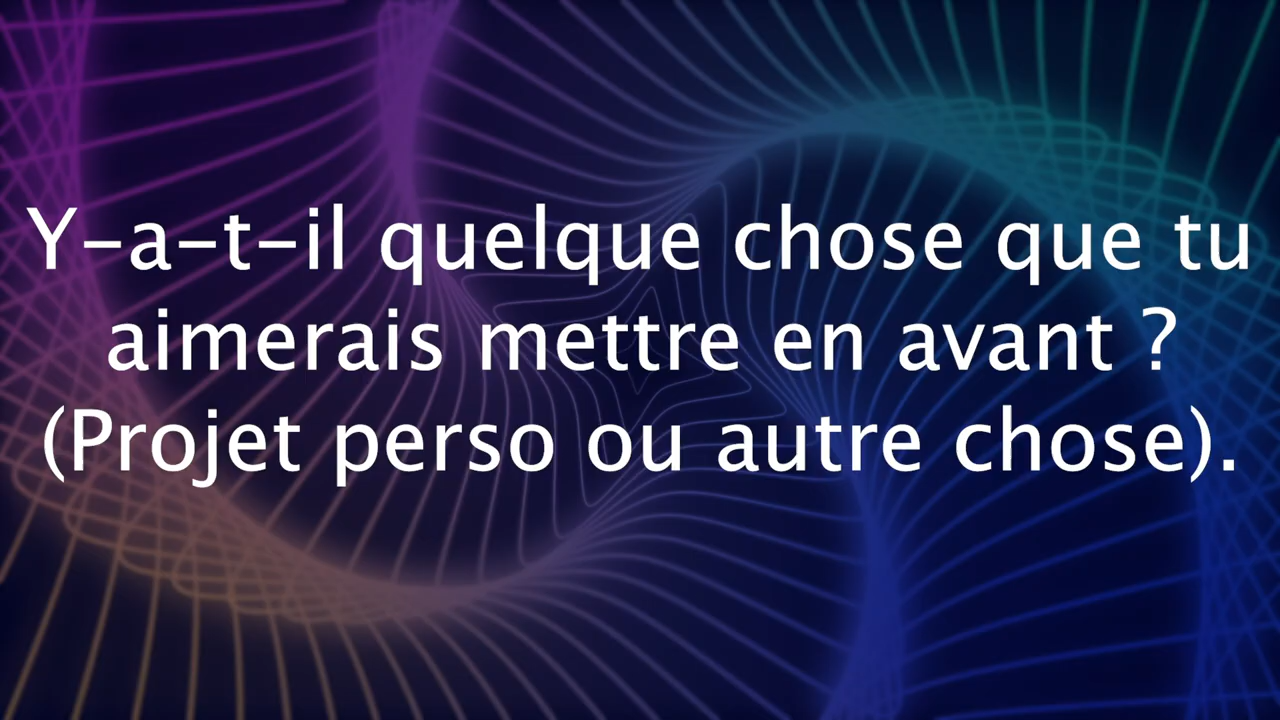 Y-a-t-il quelque chose que tu
aimerais mettre en avant ?
(Projet perso ou autre chose).